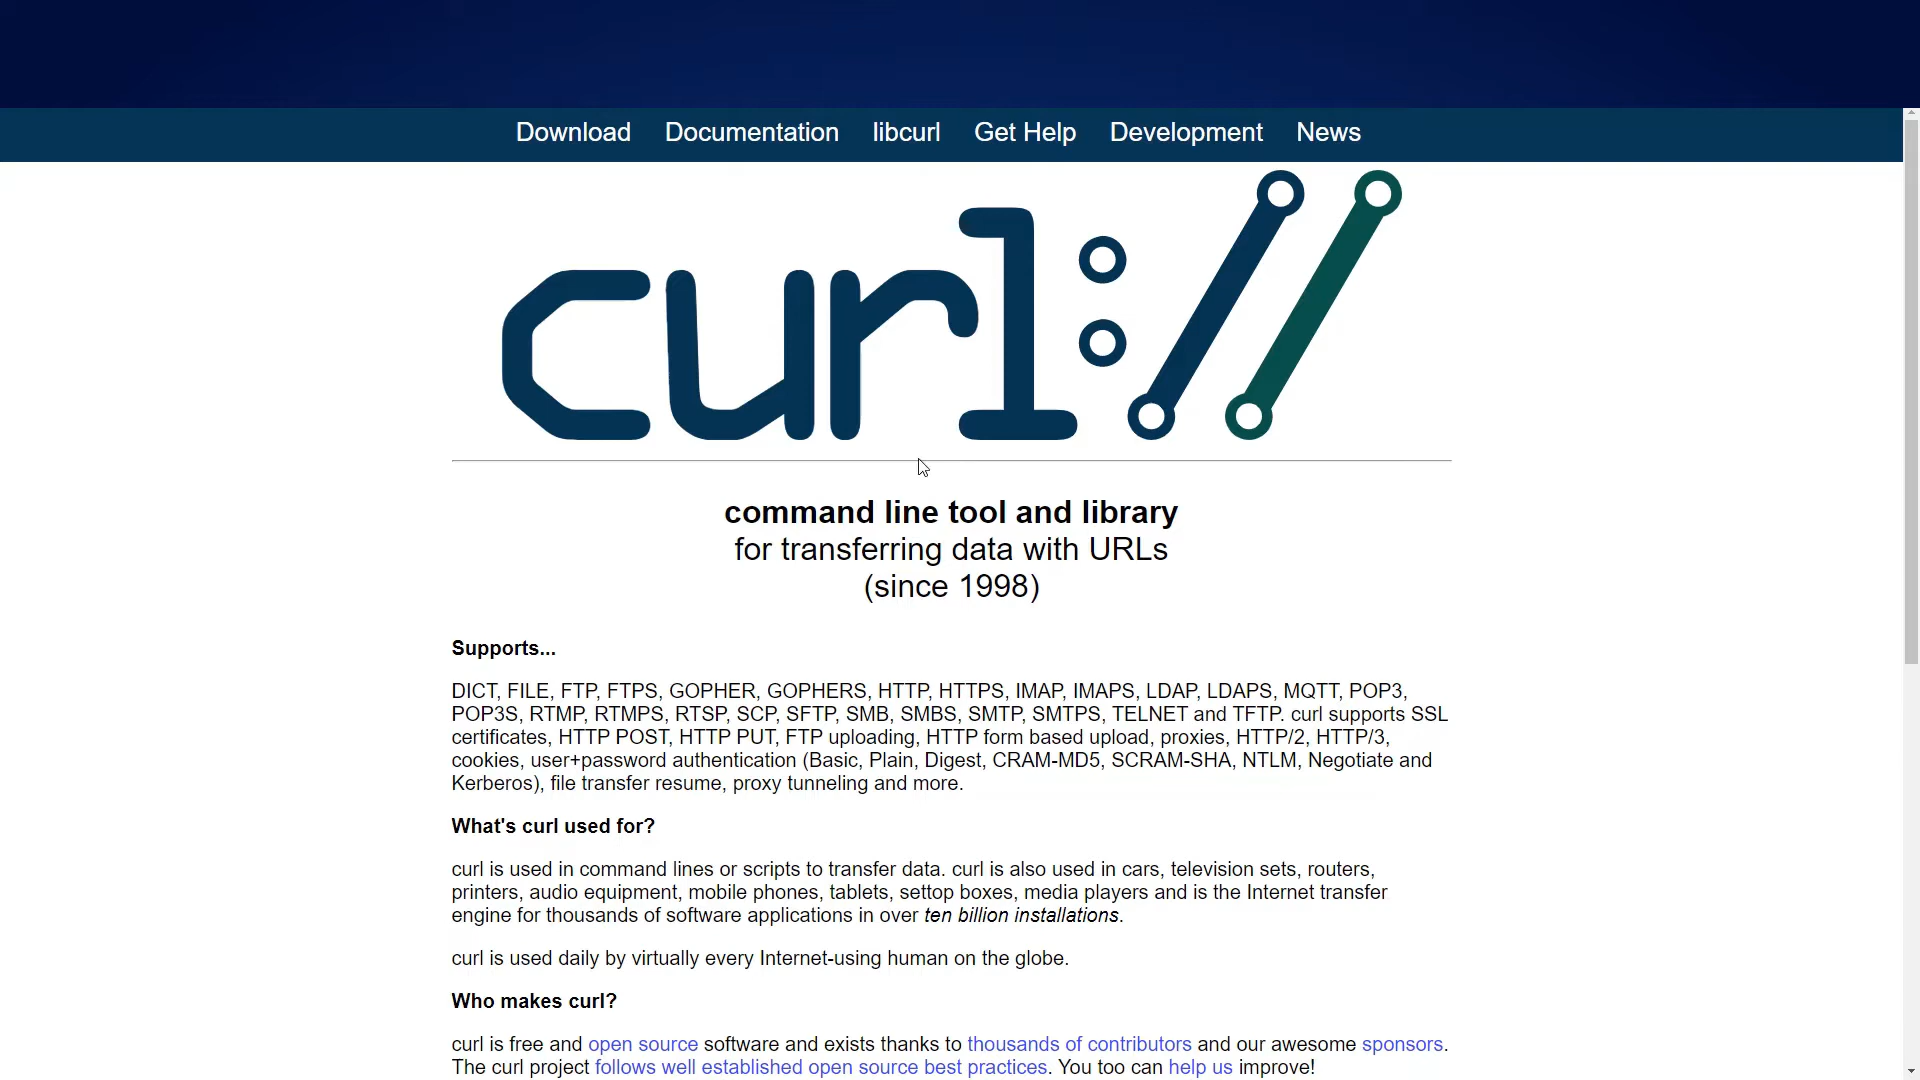 Download Documentation libcurl Get Help Development News
curl://
command line tool and library
for transferring data with URLs
(since 1998)
Supports...
DICT, FILE, FTP, FTPS, GOPHER, GOPHERS, HTTP, HTTPS, IMAP, IMAPS, LDAP, LDAPS, MQTT, POP3,
POP3S, RTMP, RTMPS, RTSP, SCP, SFTP, SMB, SMBS, SMTP, SMTPS, TELNET and TFTP. curl supports SSL
certificates, HTTP POST, HTTP PUT, FTP uploading, HTTP form based upload, proxies, HTTP/2, HTTP/3,
cookies, user+password authentication (Basic, Plain, Digest, CRAM-MD5, SCRAM-SHA, NTLM, Negotiate and
Kerberos), file transfer resume, proxy tunneling and more.
What's curl used for?
curl is used in command lines or scripts to transfer data. curl is also used in cars, television sets, routers,
printers, audio equipment, mobile phones, tablets, settop boxes, media players and is the Internet transfer
engine for thousands of software applications in over ten billion installations.
curl is used daily by virtually every Internet-using human on the globe.
Who makes curl?
curl is free and open source software and exists thanks to thousands of contributors and our awesome sponsors.
The curl project follows well established open source best practices. You too can help us improve!